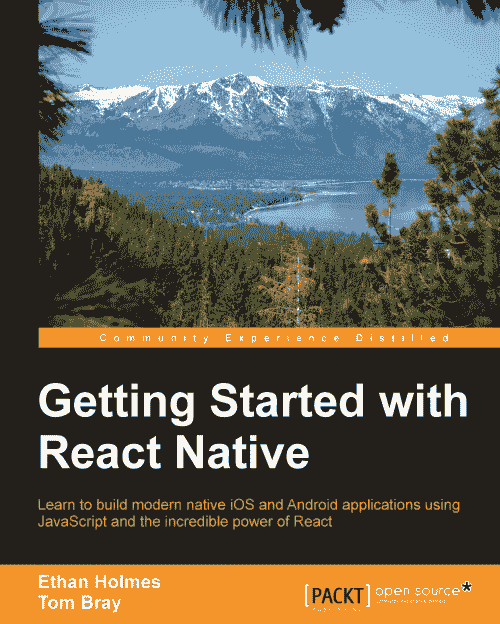 Community Experience Distilled
Getting Started with
React Native
Learn to build modern native iOS and Android applications using
JavaScript and the incredible power of React
Ethan Holmes
Tom Bray
[PACKT] open source*
PUBLISHING